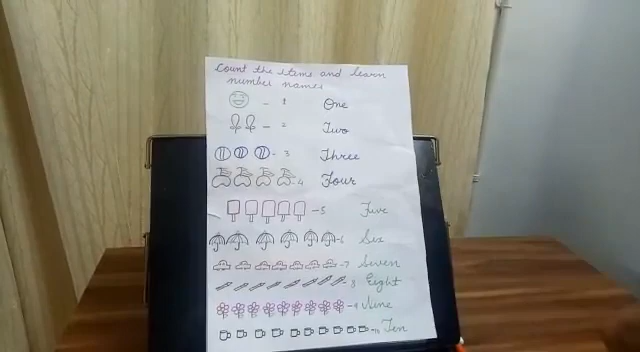 Count the items and learn
number names
- 1 One
- 2 Two
- 3 Three
- 4 Four
- 5 Five
- 6 Six
- 7 Seven
- 8 Eight
- 9 Nine
- 10 Ten